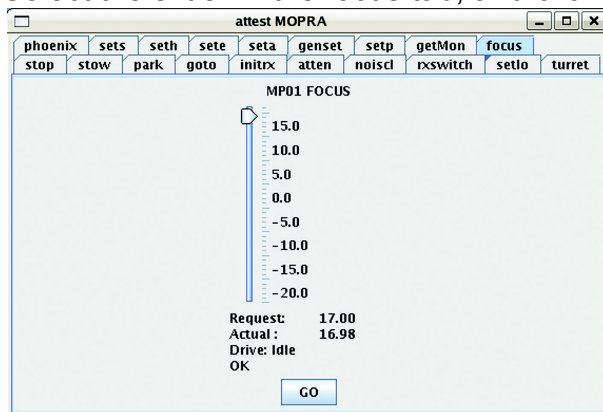 attest MOPRA
phoenix sets seth sete seta genset setp getMon focus
stop stow park goto initrx atten noiscl rxswitch setlo turret
MP01 FOCUS
15.0
10.0
5.0
0.0
-5.0
-10.0
-15.0
-20.0
Request: 17.00
Actual : 16.98
Drive: Idle
OK
GO